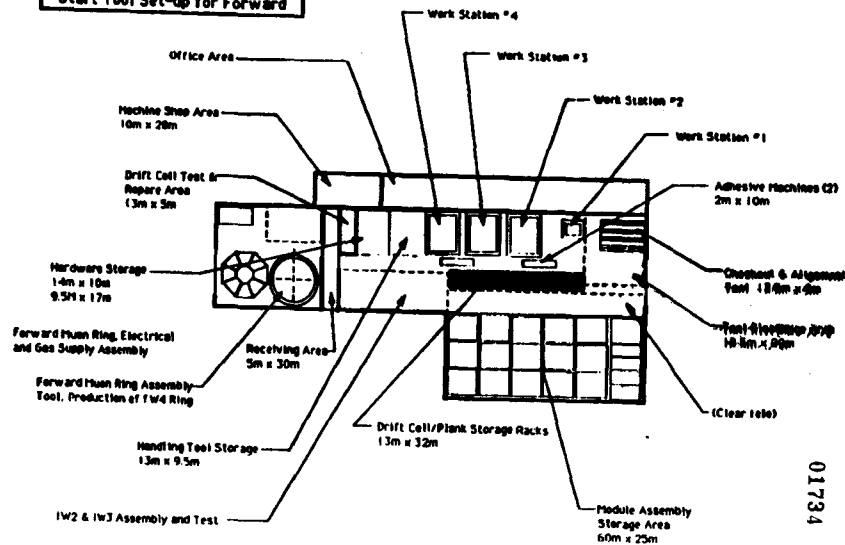 Start Tool Set-up for Forward
Work Station #4
Office Area
Work Station #3
Machine Shop Area
10m x 28m
Work Station #2
Work Station #1
Drift Cell Test &
Repare Area
13m x 5m
Adhesive Machines (2)
2m x 10m
Hardware Storage
14m x 10m
9.5M x 17m
Checkout & Alignment
Forward Muon Ring, Electrical
and Gas Supply Assembly
Receiving Area
5m x 30m
Forward Muon Ring Assembly
Tool, Production of FW4 Ring
(Clear Isle)
Drift Cell/Plank Storage Racks
13m x 32m
Handling Tool Storage
13m x 9.5m
IW2 & IW3 Assembly and Test
Module Assembly
Storage Area
60m x 25m
01734